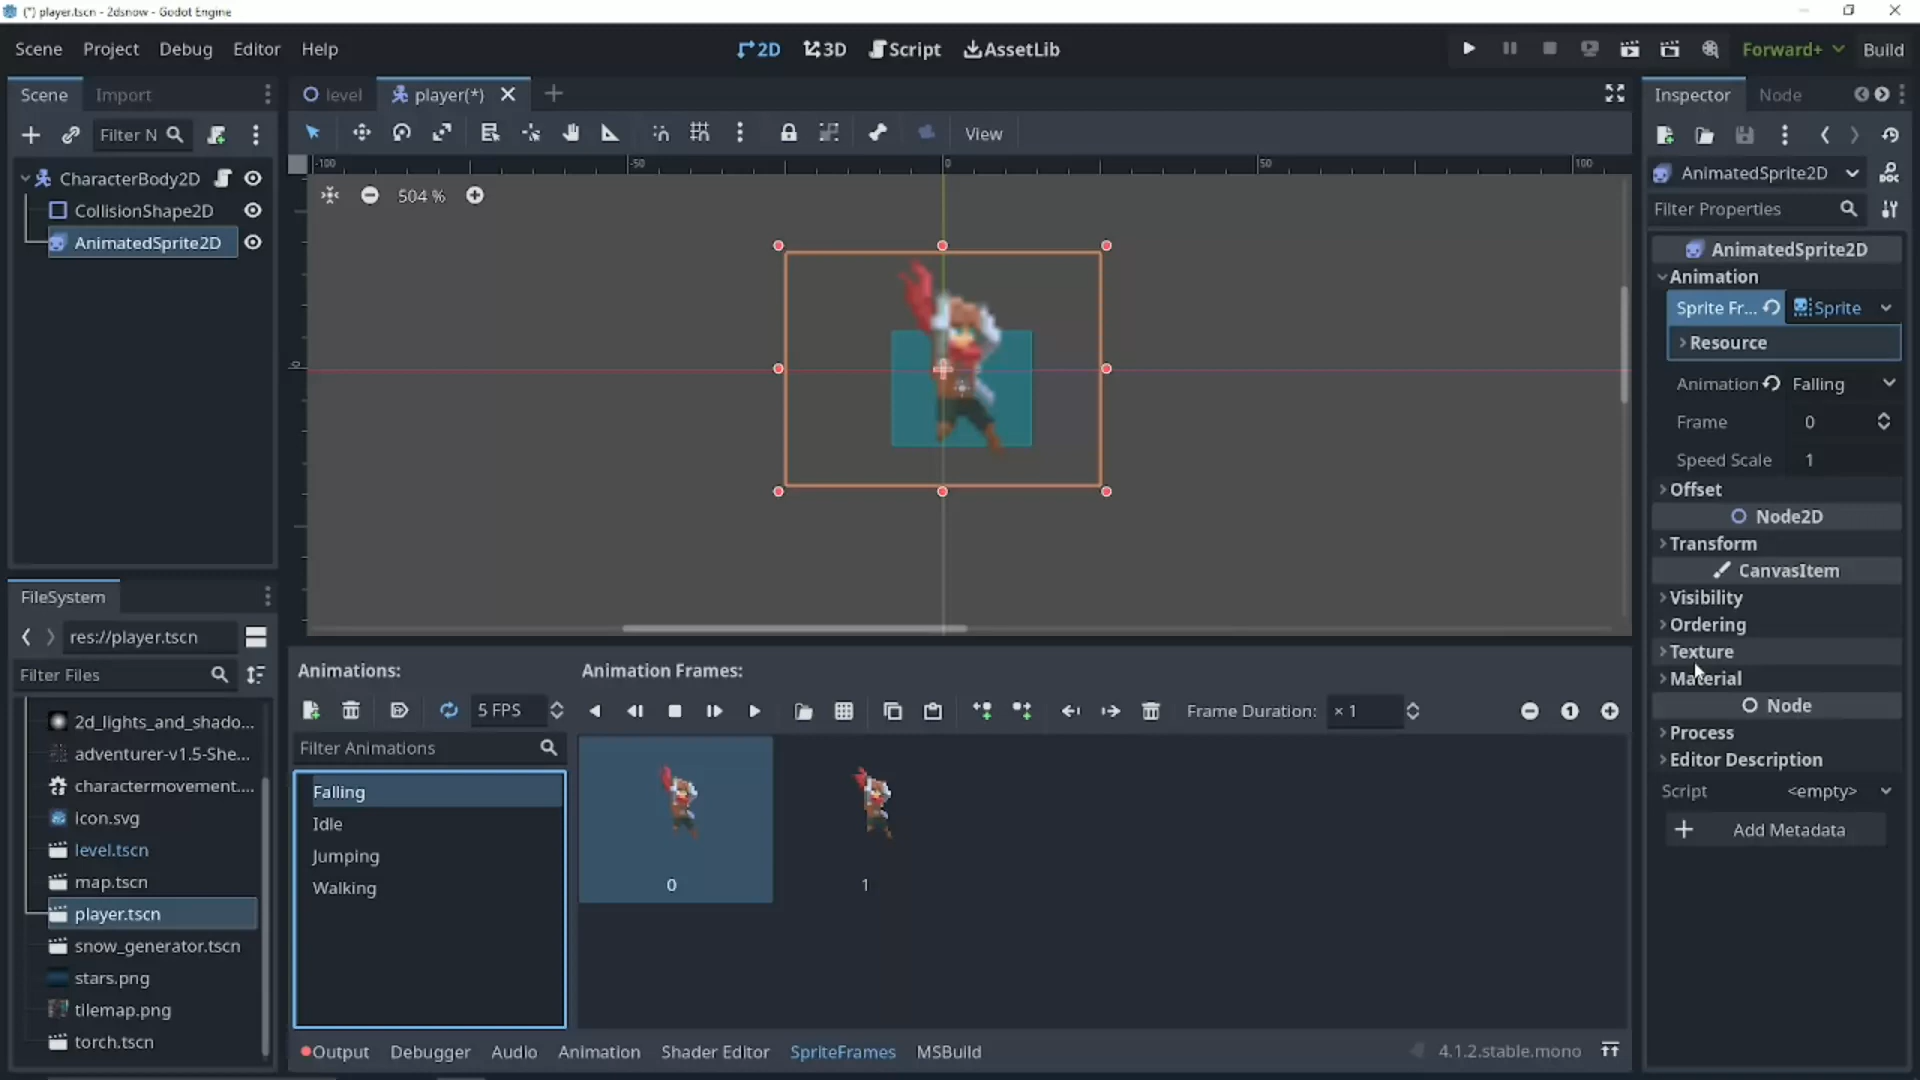 (*) player.tscn - 2dsnow - Godot Engine
Scene Project Debug Editor Help
2D 3D Script AssetLib
Forward+ Build
Scene Import
level player(*)
Inspector Node
Filter N
View
-100 -50 0 50 100
0
504 %
CharacterBody2D
CollisionShape2D
AnimatedSprite2D
AnimatedSprite2D
Filter Properties
AnimatedSprite2D
Animation
Sprite Fr... Sprite
Resource
Animation Falling
Frame 0
Speed Scale 1
Offset
Node2D
Transform
CanvasItem
Visibility
Ordering
Texture
Material
Node
Process
Editor Description
Script <empty>
Add Metadata
FileSystem
res://player.tscn
Filter Files
2d_lights_and_shado...
adventurer-v1.5-She...
charactermovement....
icon.svg
level.tscn
map.tscn
player.tscn
snow_generator.tscn
stars.png
tilemap.png
torch.tscn
Animations: Animation Frames:
5 FPS
Frame Duration: × 1
Filter Animations
Falling
Idle
Jumping
Walking
0 1
Output Debugger Audio Animation Shader Editor SpriteFrames MSBuild
4.1.2.stable.mono